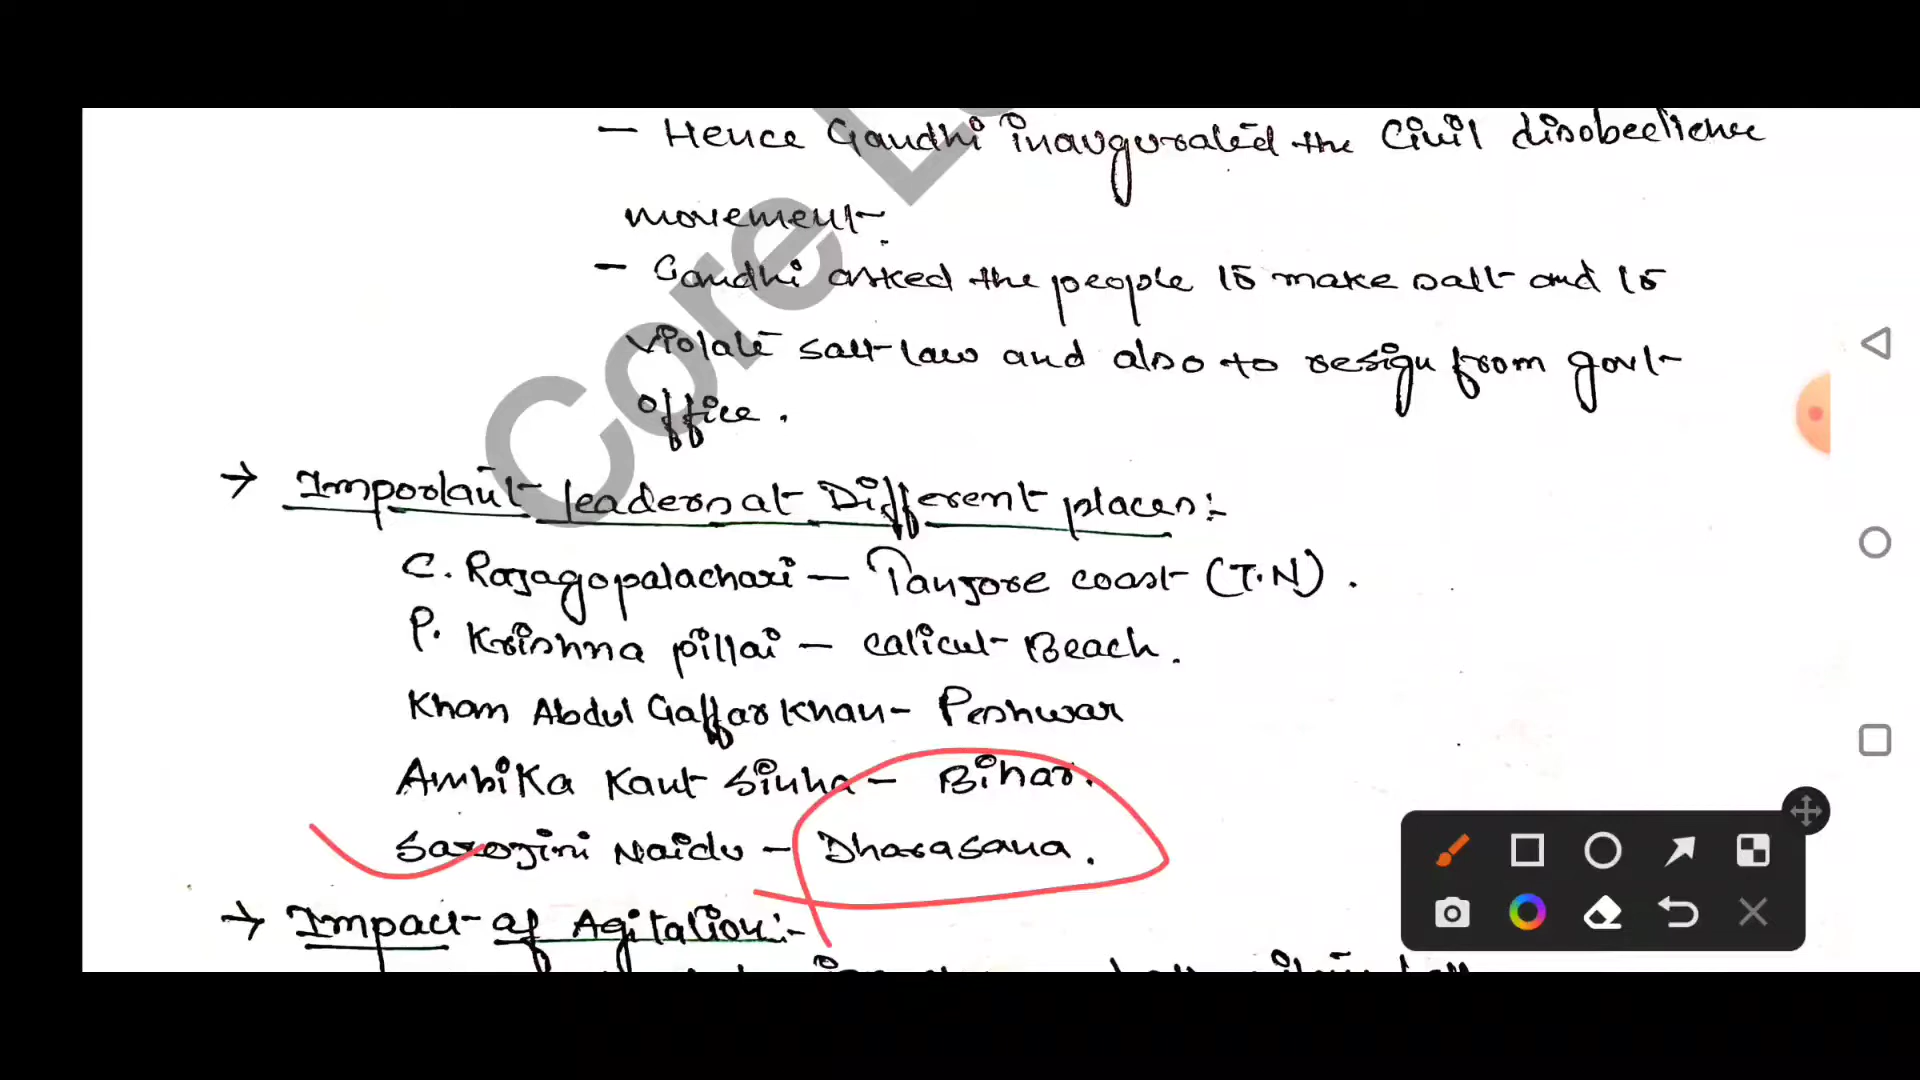 - Hence Gandhi inaugurated the Civil disobedience
movement.
- Gandhi asked the people to make salt and to
violate salt law and also to resign from govt
office.
→ Important leaders at Different places:-
C. Rajagopalachari - Tanjore coast (T.N).
P. Krishna pillai - calicut Beach.
Khan Abdul Gaffar Khan - Peshwar
Ambika Kant Sinha - Bihar.
Sarojini Naidu - Dharasana.
→ Impact of Agitation:-
Core